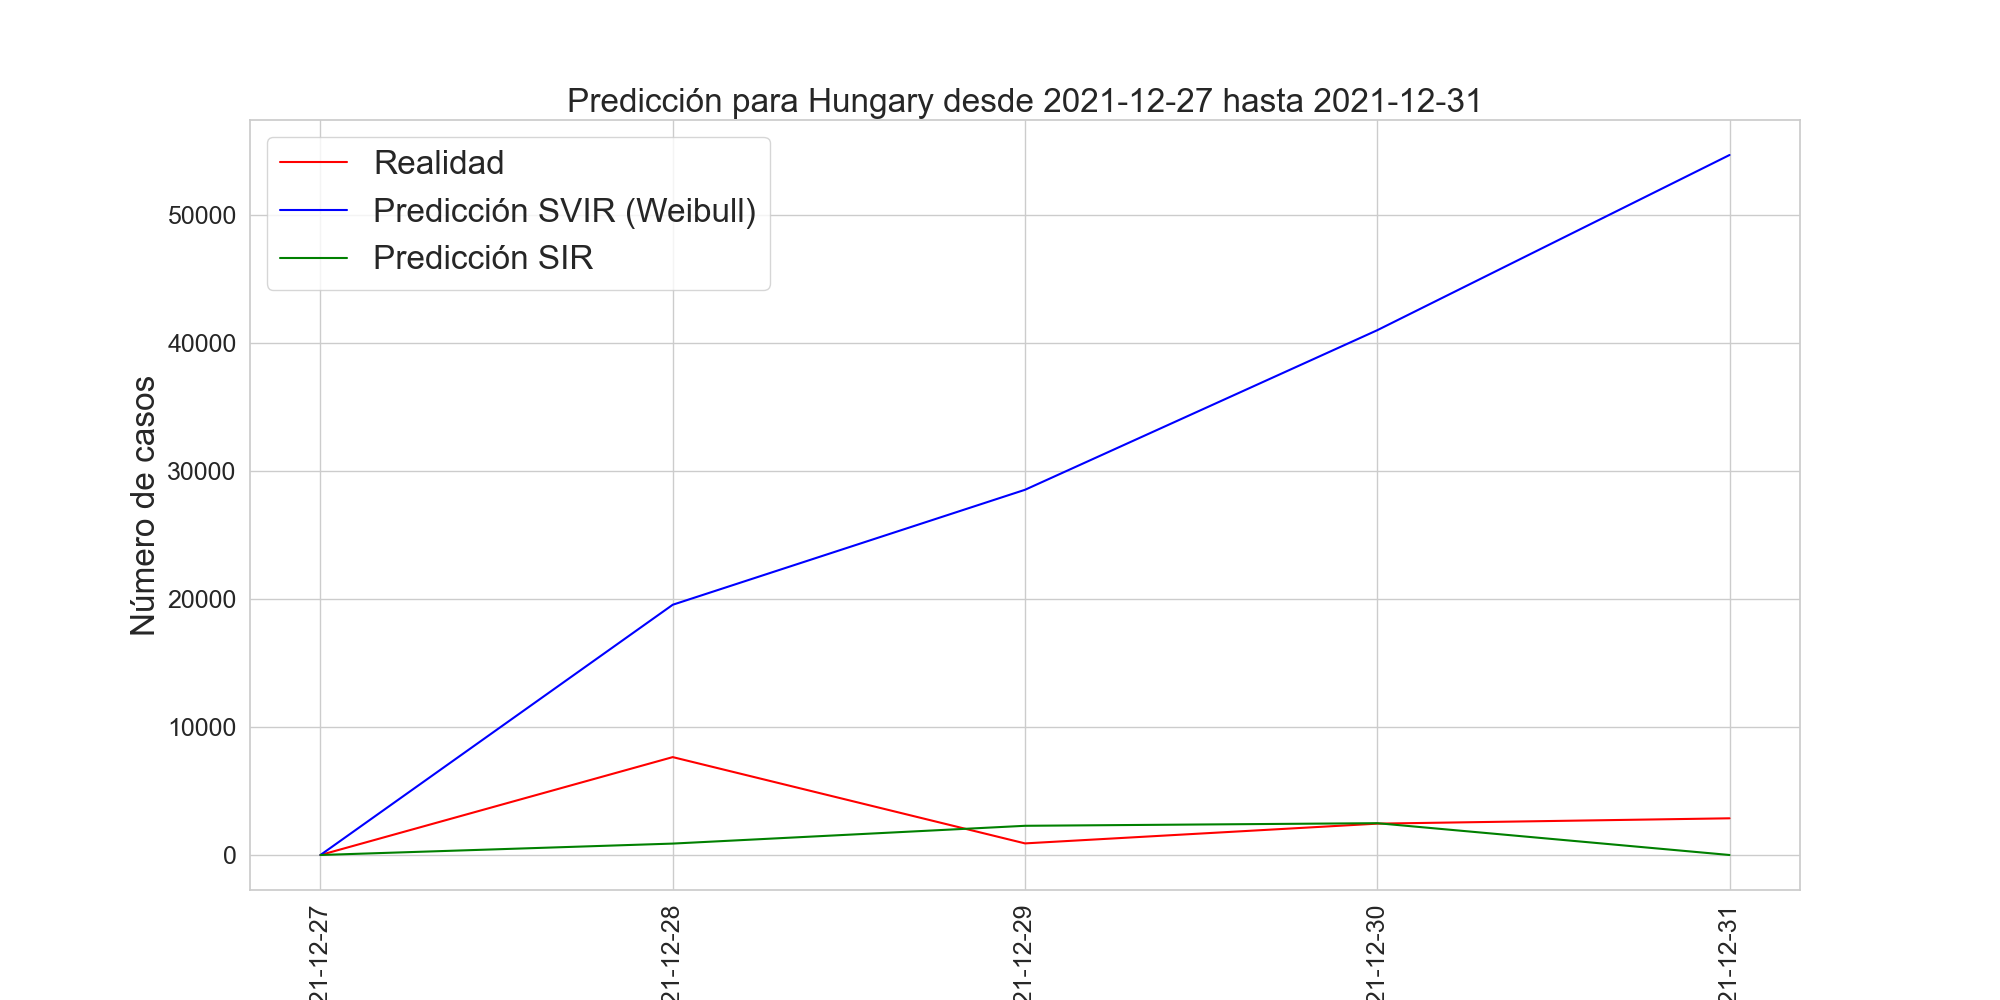 Predicción para Hungary desde 2021-12-27 hasta 2021-12-31
Realidad
Predicción SVIR (Weibull)
Predicción SIR
Número de casos
50000
40000
30000
20000
10000
0
21-12-27
21-12-28
21-12-29
21-12-30
21-12-31